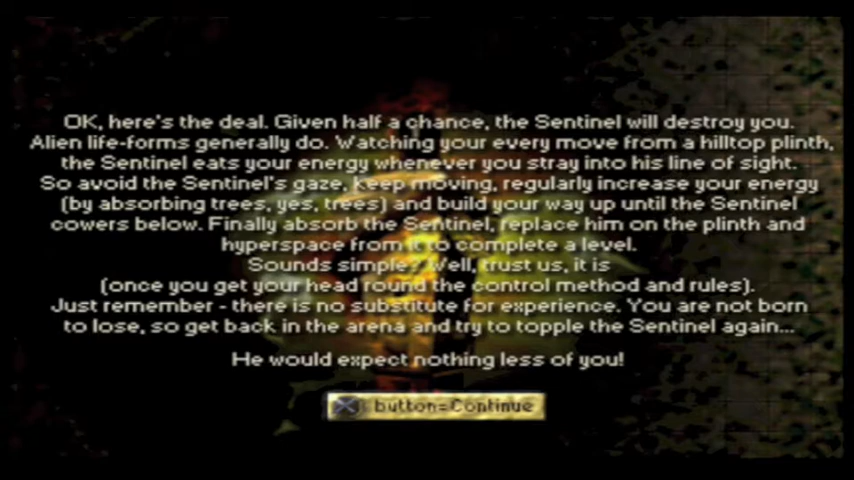 OK, here's the deal. Given half a chance, the Sentinel will destroy you.
Alien life-forms generally do. Watching your every move from a hilltop plinth,
the Sentinel eats your energy whenever you stray into his line of sight.
So avoid the Sentinel's gaze, keep moving, regularly increase your energy
(by absorbing trees, yes, trees) and build your way up until the Sentinel
cowers below. Finally absorb the Sentinel, replace him on the plinth and
hyperspace from it to complete a level.
Sounds simple? Well, trust us, it is
(once you get your head round the control method and rules).
Just remember - there is no substitute for experience. You are not born
to lose, so get back in the arena and try to topple the Sentinel again...
He would expect nothing less of you!
button=Continue